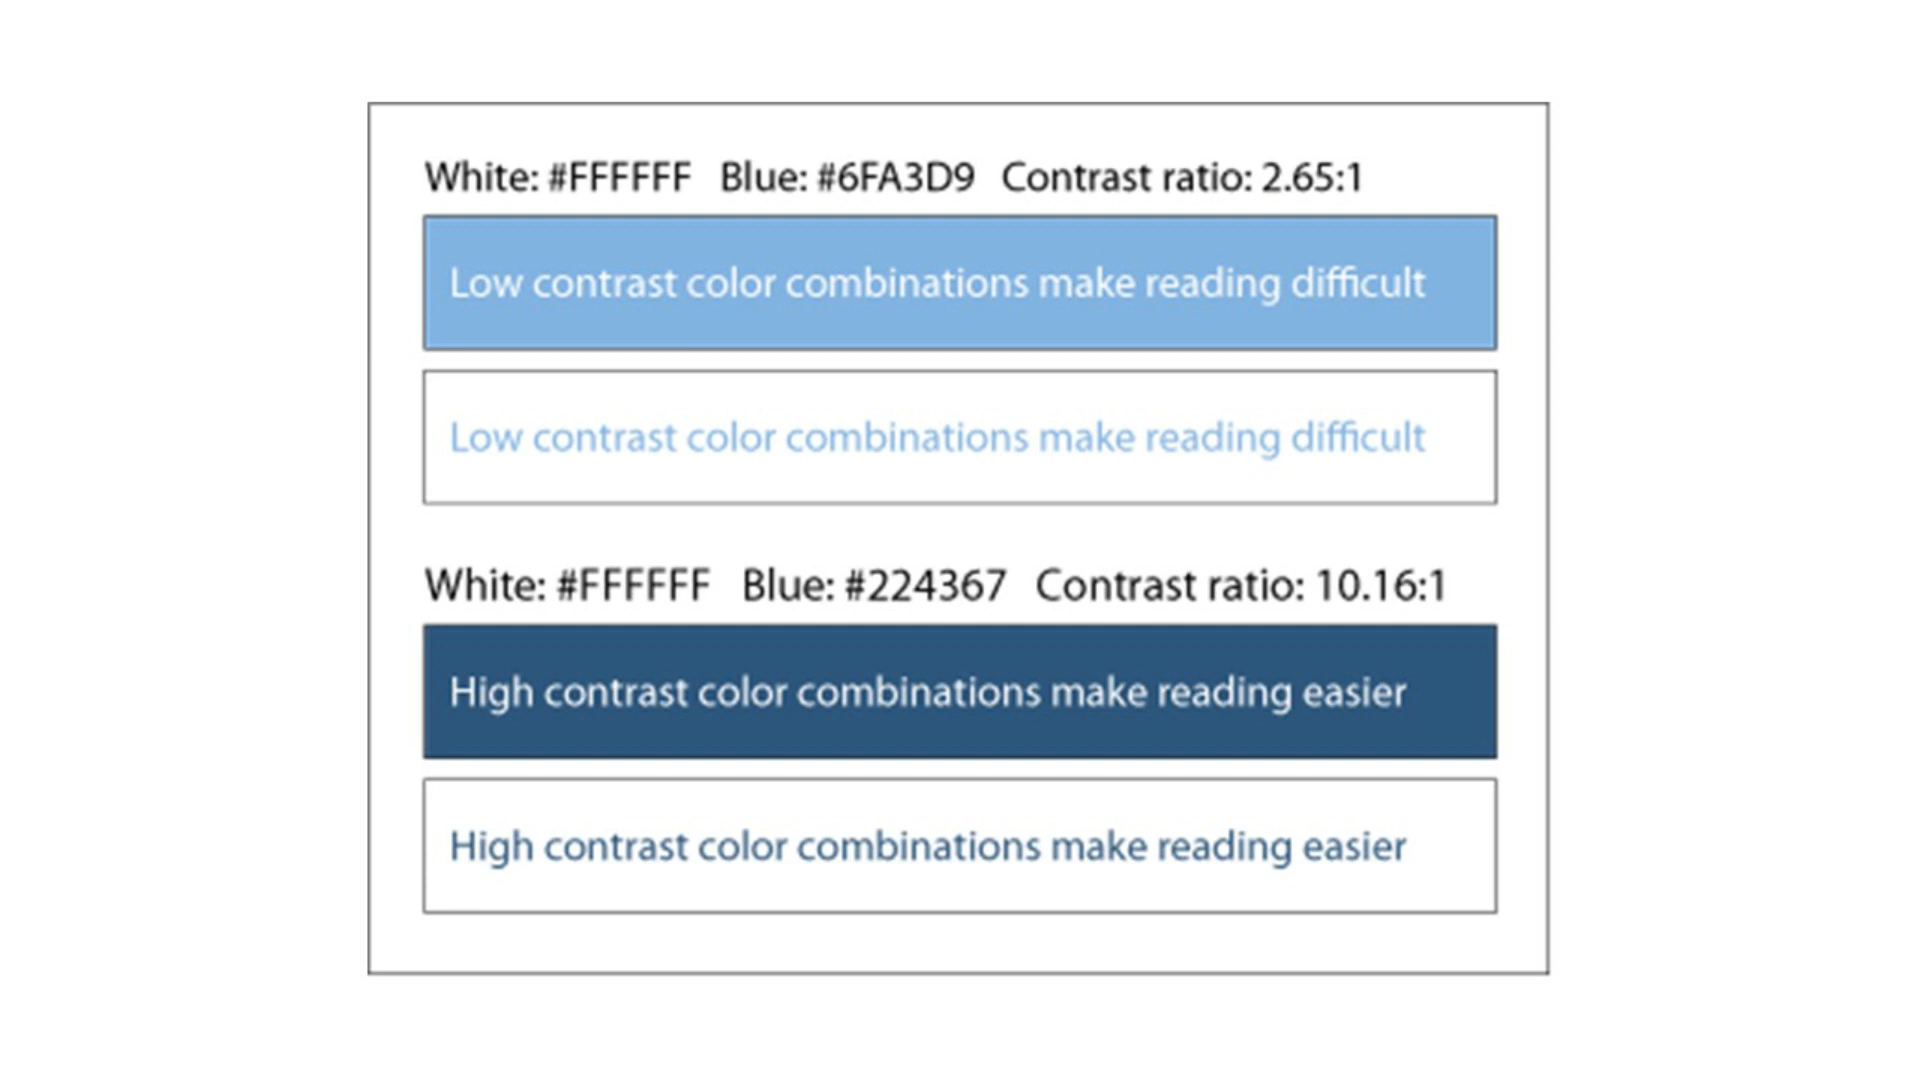 White: #FFFFFF Blue: #6FA3D9 Contrast ratio: 2.65:1
Low contrast color combinations make reading difficult
Low contrast color combinations make reading difficult
White: #FFFFFF Blue: #224367 Contrast ratio: 10.16:1
High contrast color combinations make reading easier
High contrast color combinations make reading easier